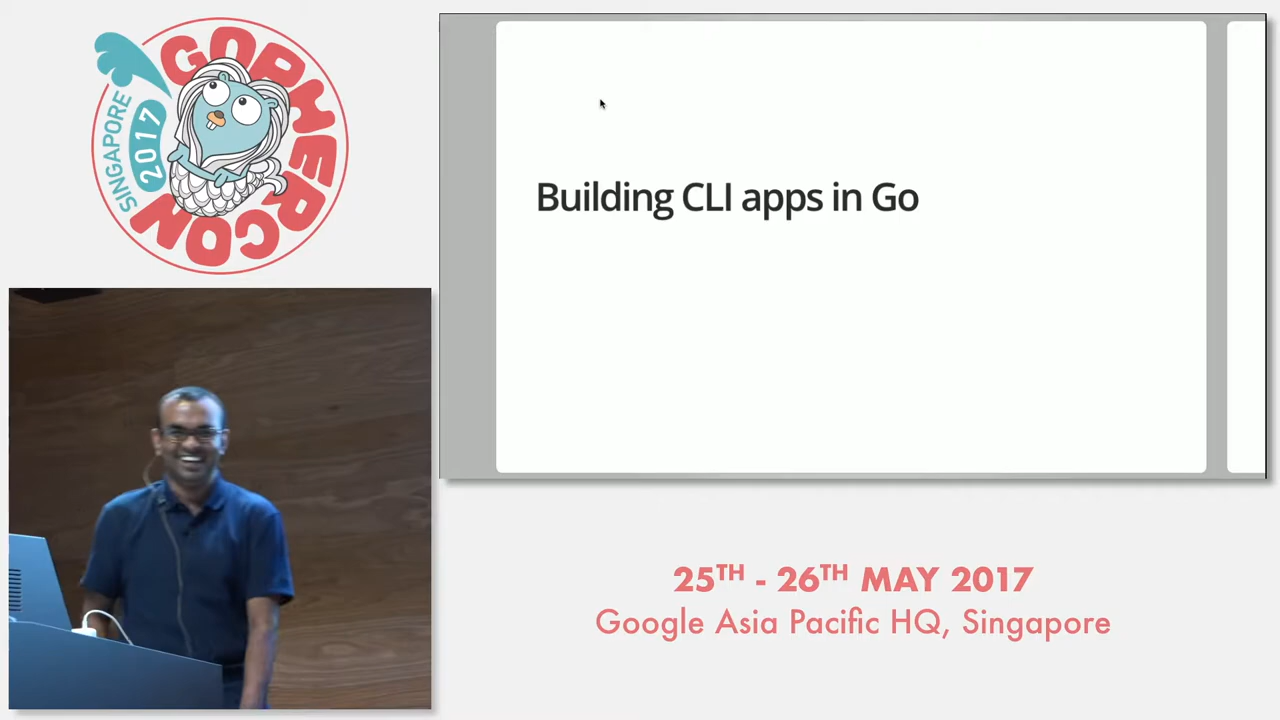 GOPHERCON
SINGAPORE
2017
Building CLI apps in Go
25TH - 26TH MAY 2017
Google Asia Pacific HQ, Singapore